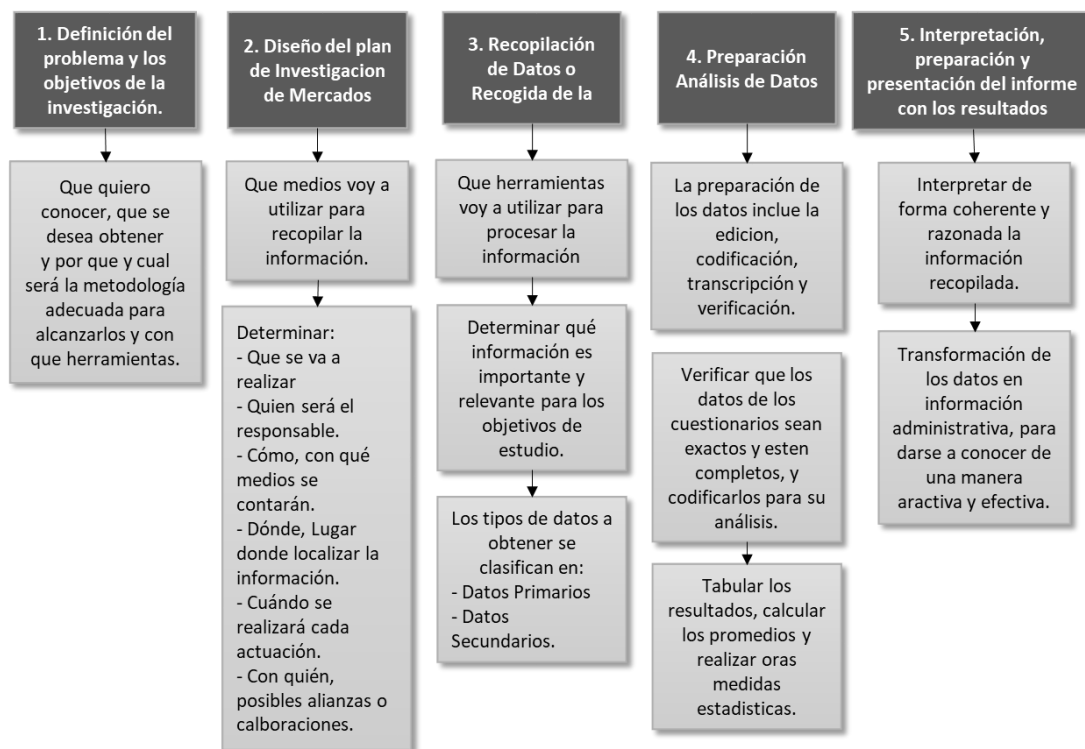 1. Definición del
problema y los
objetivos de la
investigación.
Que quiero
conocer, que se
desea obtener
y por que y cual
será la metodología
adecuada para
alcanzarlos y con
que herramientas.
2. Diseño del plan
de Investigacion
de Mercados
Que medios voy a
utilizar para
recopilar la
información.
Determinar:
- Que se va a
realizar
- Quien será el
responsable.
- Cómo, con qué
medios se
contarán.
- Dónde, Lugar
donde localizar la
información.
- Cuándo se
realizará cada
actuación.
- Con quién,
posibles alianzas o
calboraciones.
3. Recopilación
de Datos o
Recogida de la
Que herramientas
voy a utilizar para
procesar la
información
Determinar qué
información es
importante y
relevante para los
objetivos de
estudio.
Los tipos de datos a
obtener se
clasifican en:
- Datos Primarios
- Datos
Secundarios.
4. Preparación
Análisis de Datos
La preparación de
los datos inclue la
edicion,
codificación,
transcripción y
verificación.
Verificar que los
datos de los
cuestionarios sean
exactos y esten
completos, y
codificarlos para su
análisis.
Tabular los
resultados, calcular
los promedios y
realizar oras
medidas
estadisticas.
5. Interpretación,
preparación y
presentación del informe
con los resultados
Interpretar de
forma coherente y
razonada la
información
recopilada.
Transformación de
los datos en
información
administrativa, para
darse a conocer de
una manera
aractiva y efectiva.